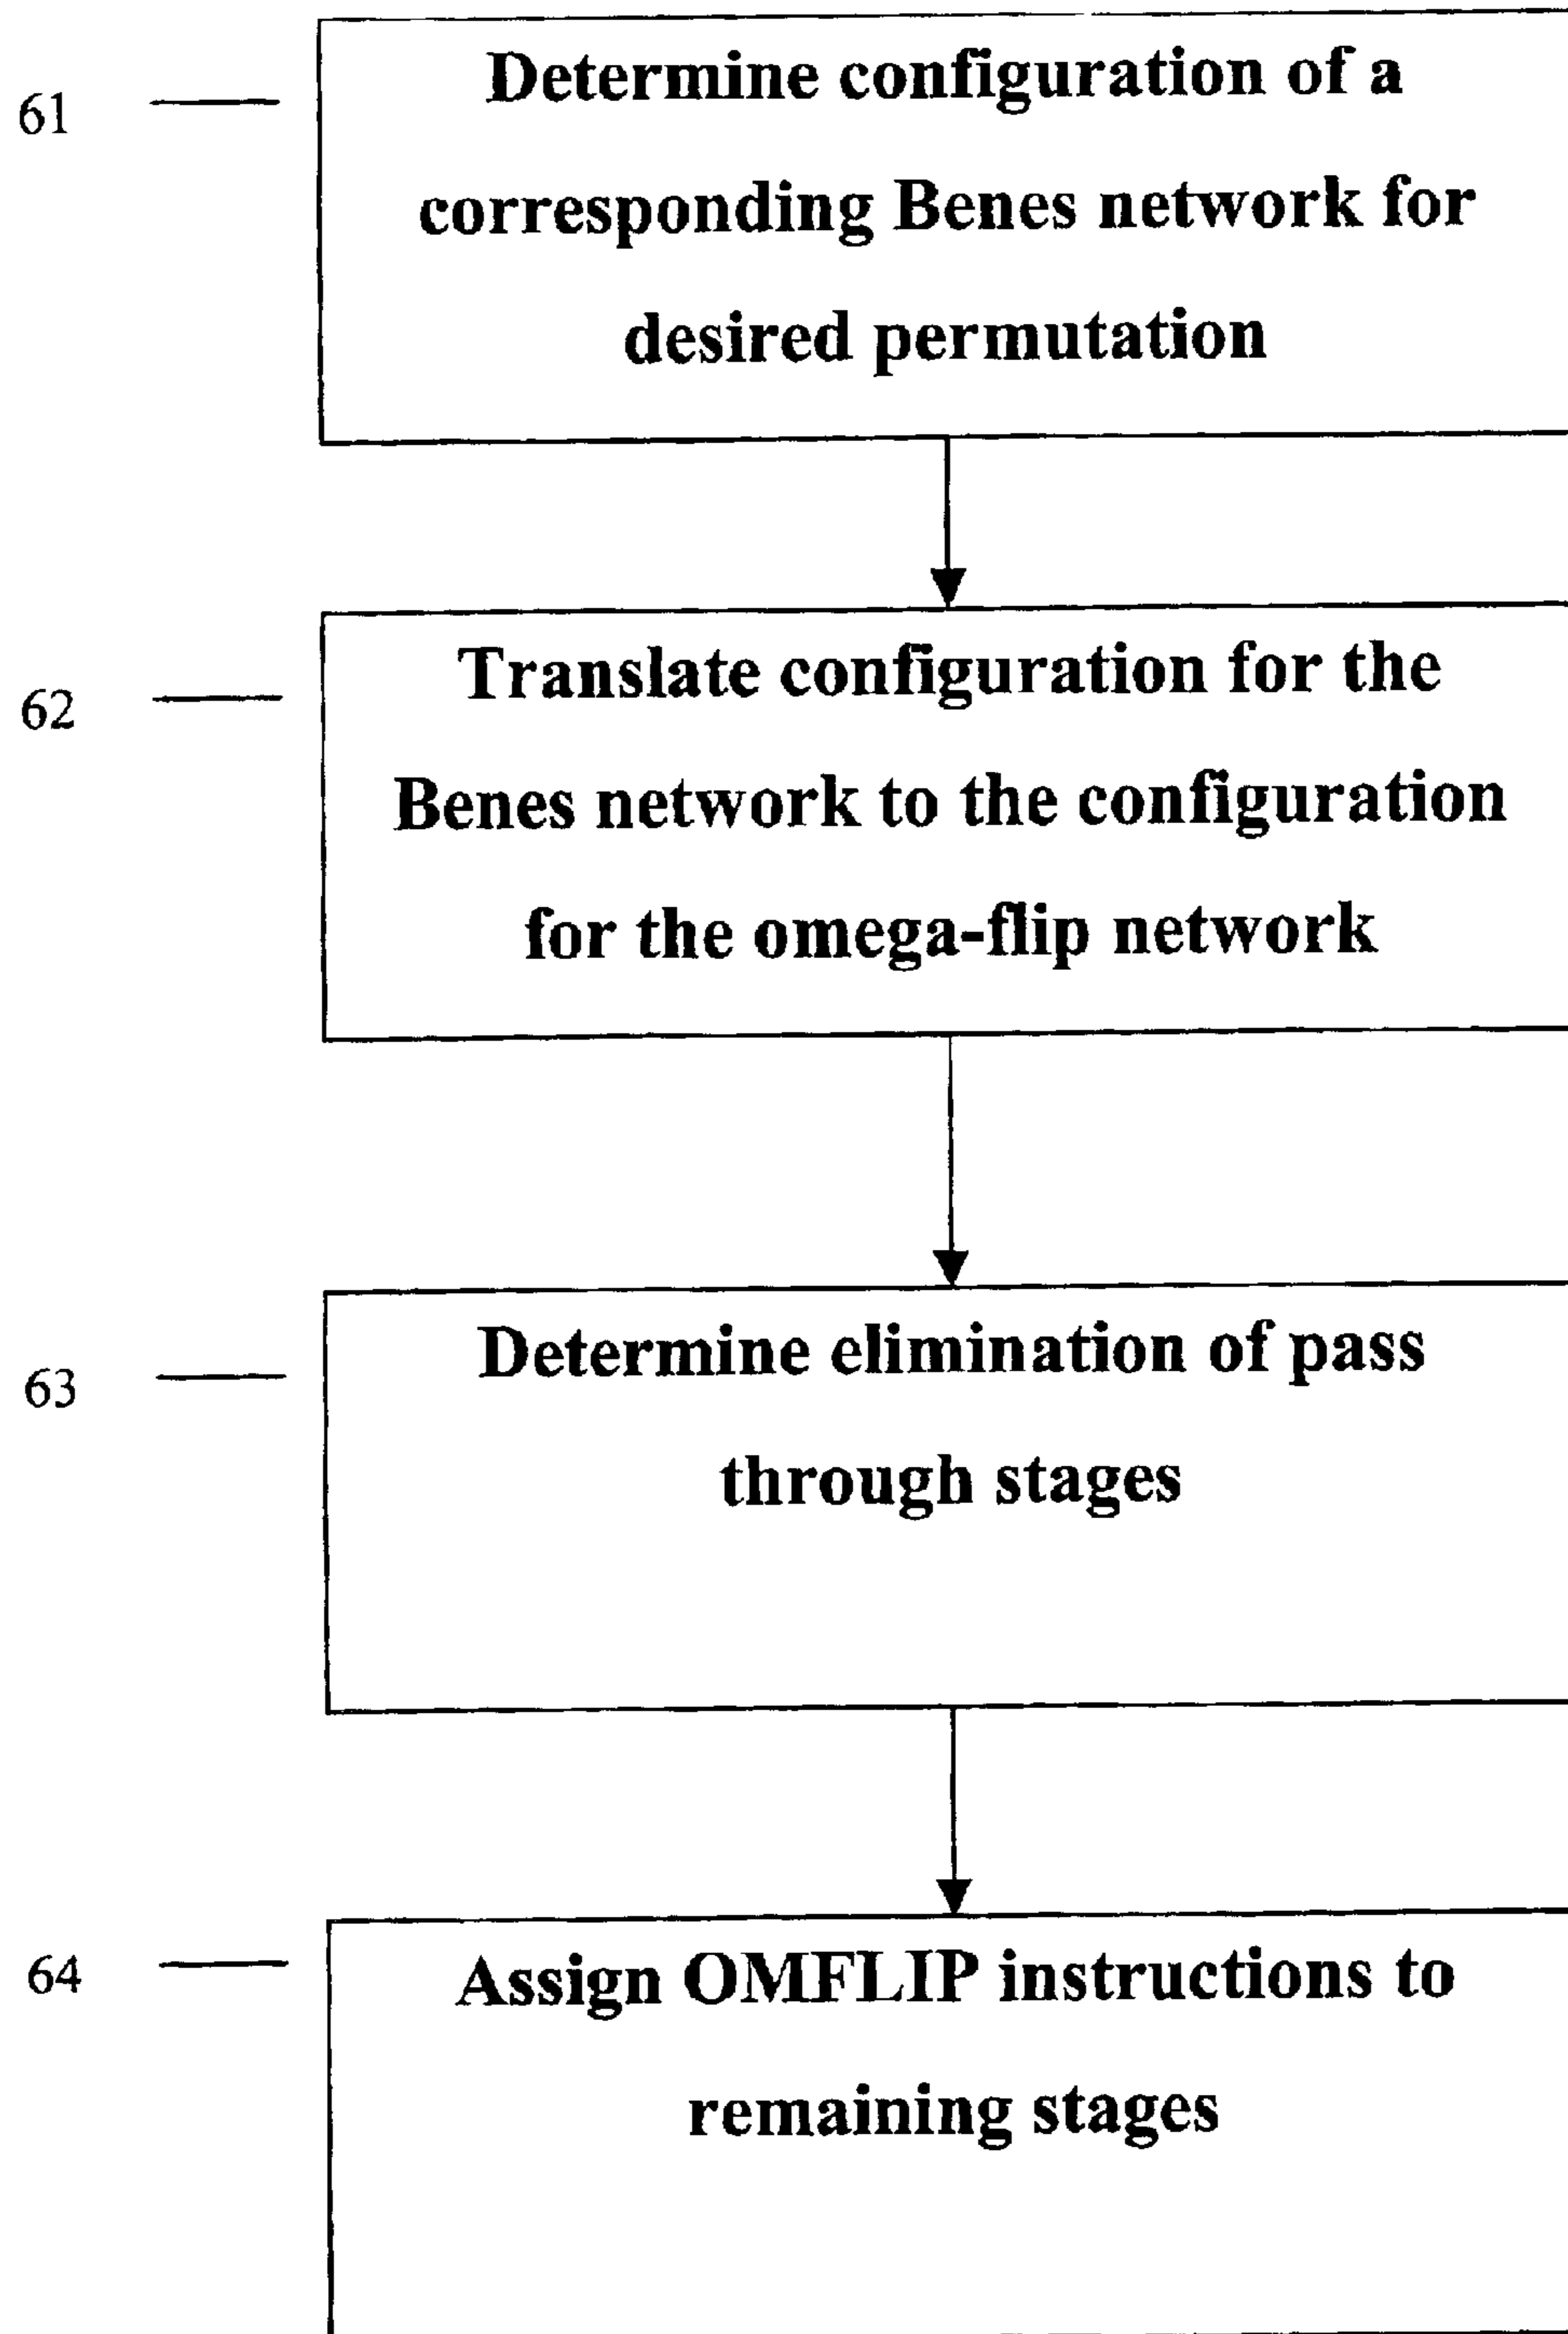 61
Determine configuration of a
corresponding Benes network for
desired permutation
62
Translate configuration for the
Benes network to the configuration
for the omega-flip network
63
Determine elimination of pass
through stages
64
Assign OMFLIP instructions to
remaining stages